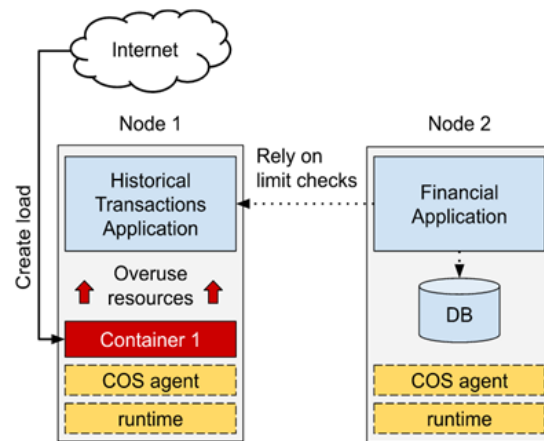 Internet
Node 1
Node 2
Create load
Historical
Transactions
Application
Rely on
limit checks
Financial
Application
Overuse
resources
DB
Container 1
COS agent
runtime
COS agent
runtime